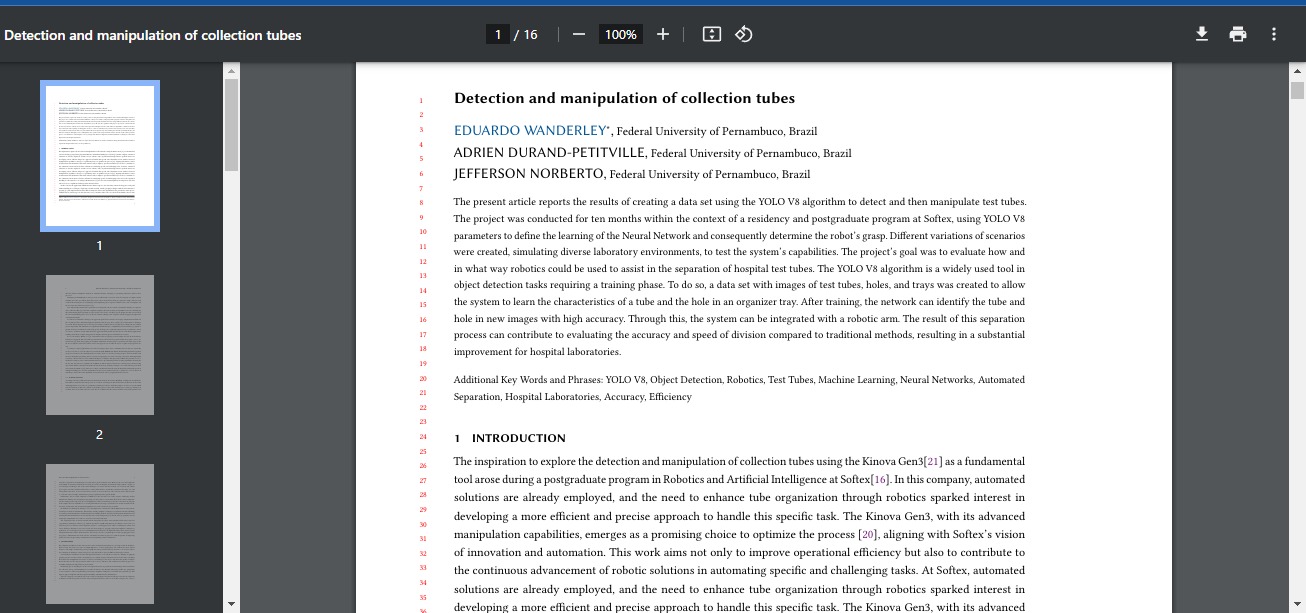 Detection and manipulation of collection tubes
1 / 16
100%
1
2
Detection and manipulation of collection tubes
EDUARDO WANDERLEY*, Federal University of Pernambuco, Brazil
ADRIEN DURAND-PETITVILLE, Federal University of Pernambuco, Brazil
JEFFERSON NORBERTO, Federal University of Pernambuco, Brazil
The present article reports the results of creating a data set using the YOLO V8 algorithm to detect and then manipulate test tubes.
The project was conducted for ten months within the context of a residency and postgraduate program at Softex, using YOLO V8
parameters to define the learning of the Neural Network and consequently determine the robot's grasp. Different variations of scenarios
were created, simulating diverse laboratory environments, to test the system's capabilities. The project's goal was to evaluate how and
in what way robotics could be used to assist in the separation of hospital test tubes. The YOLO V8 algorithm is a widely used tool in
object detection tasks requiring a training phase. To do so, a data set with images of test tubes, holes, and trays was created to allow
the system to learn the characteristics of a tube and the hole in an organizer tray. After training, the network can identify the tube and
hole in new images with high accuracy. Through this, the system can be integrated with a robotic arm. The result of this separation
process can contribute to evaluating the accuracy and speed of division compared to traditional methods, resulting in a substantial
improvement for hospital laboratories.
Additional Key Words and Phrases: YOLO V8, Object Detection, Robotics, Test Tubes, Machine Learning, Neural Networks, Automated
Separation, Hospital Laboratories, Accuracy, Efficiency
1 INTRODUCTION
The inspiration to explore the detection and manipulation of collection tubes using the Kinova Gen3[21] as a fundamental
tool arose during a postgraduate program in Robotics and Artificial Intelligence at Softex[16]. In this company, automated
solutions are already employed, and the need to enhance tube organization through robotics sparked interest in
developing a more efficient and precise approach to handle this specific task. The Kinova Gen3, with its advanced
manipulation capabilities, emerges as a promising choice to optimize the process [20], aligning with Softex's vision
of innovation and automation. This work aims not only to improve operational efficiency but also to contribute to
the continuous advancement of robotic solutions in automating specific and challenging tasks. At Softex, automated
solutions are already employed, and the need to enhance tube organization through robotics sparked interest in
developing a more efficient and precise approach to handle this specific task. The Kinova Gen3, with its advanced
1
2
3
4
5
6
7
8
9
10
11
12
13
14
15
16
17
18
19
20
21
22
23
24
25
26
27
28
29
30
31
32
33
34
35
36